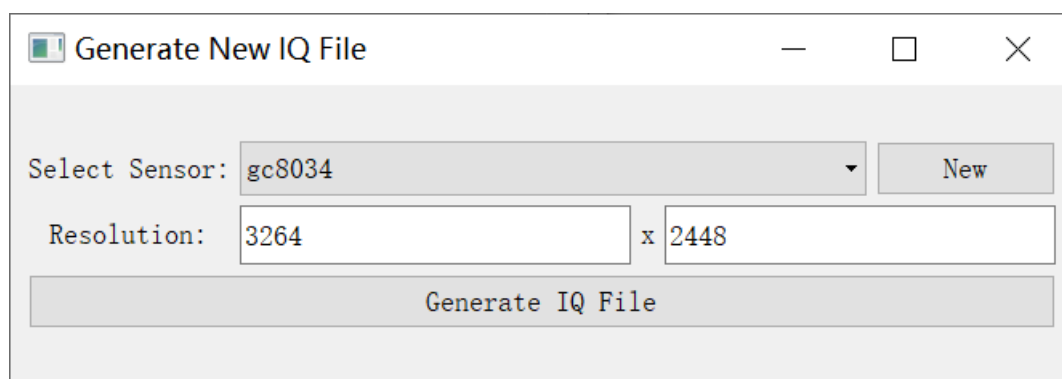 Generate New IQ File
Select Sensor: gc8034 New
Resolution: 3264 x 2448
Generate IQ File